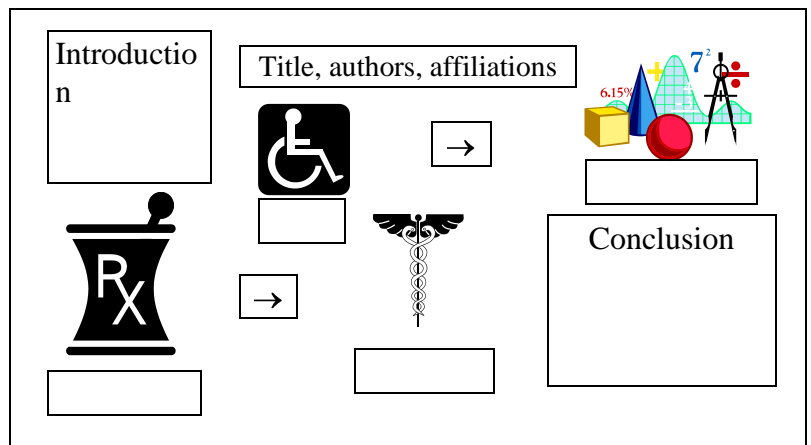 Introductio
n
Title, authors, affiliations
→
7²
6.15%
Conclusion
RX
→